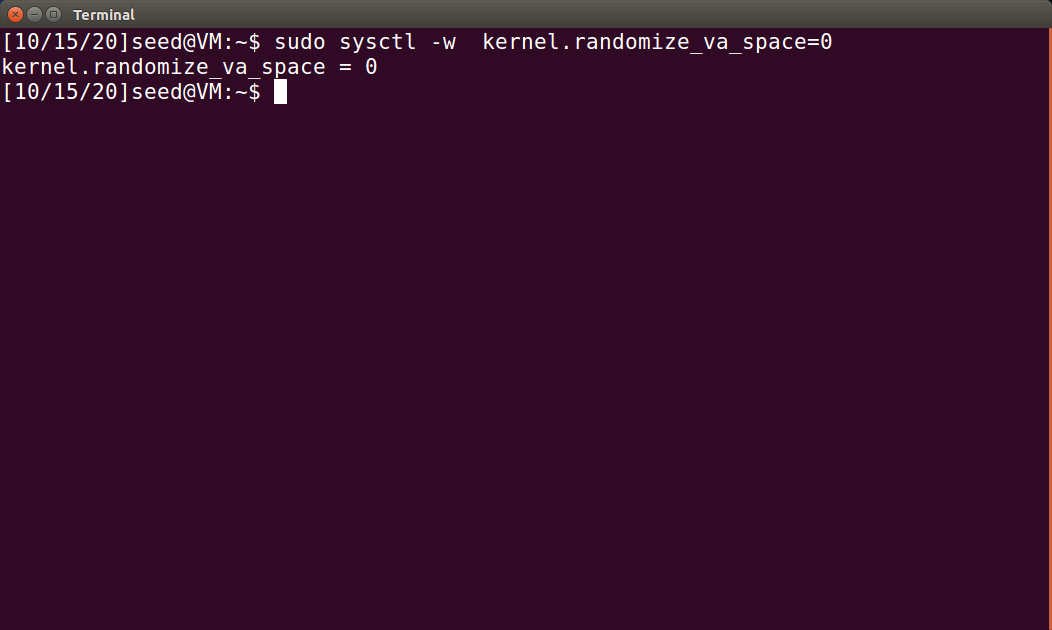 Terminal
[10/15/20]seed@VM:~$ sudo sysctl -w  kernel.randomize_va_space=0
kernel.randomize_va_space = 0
[10/15/20]seed@VM:~$